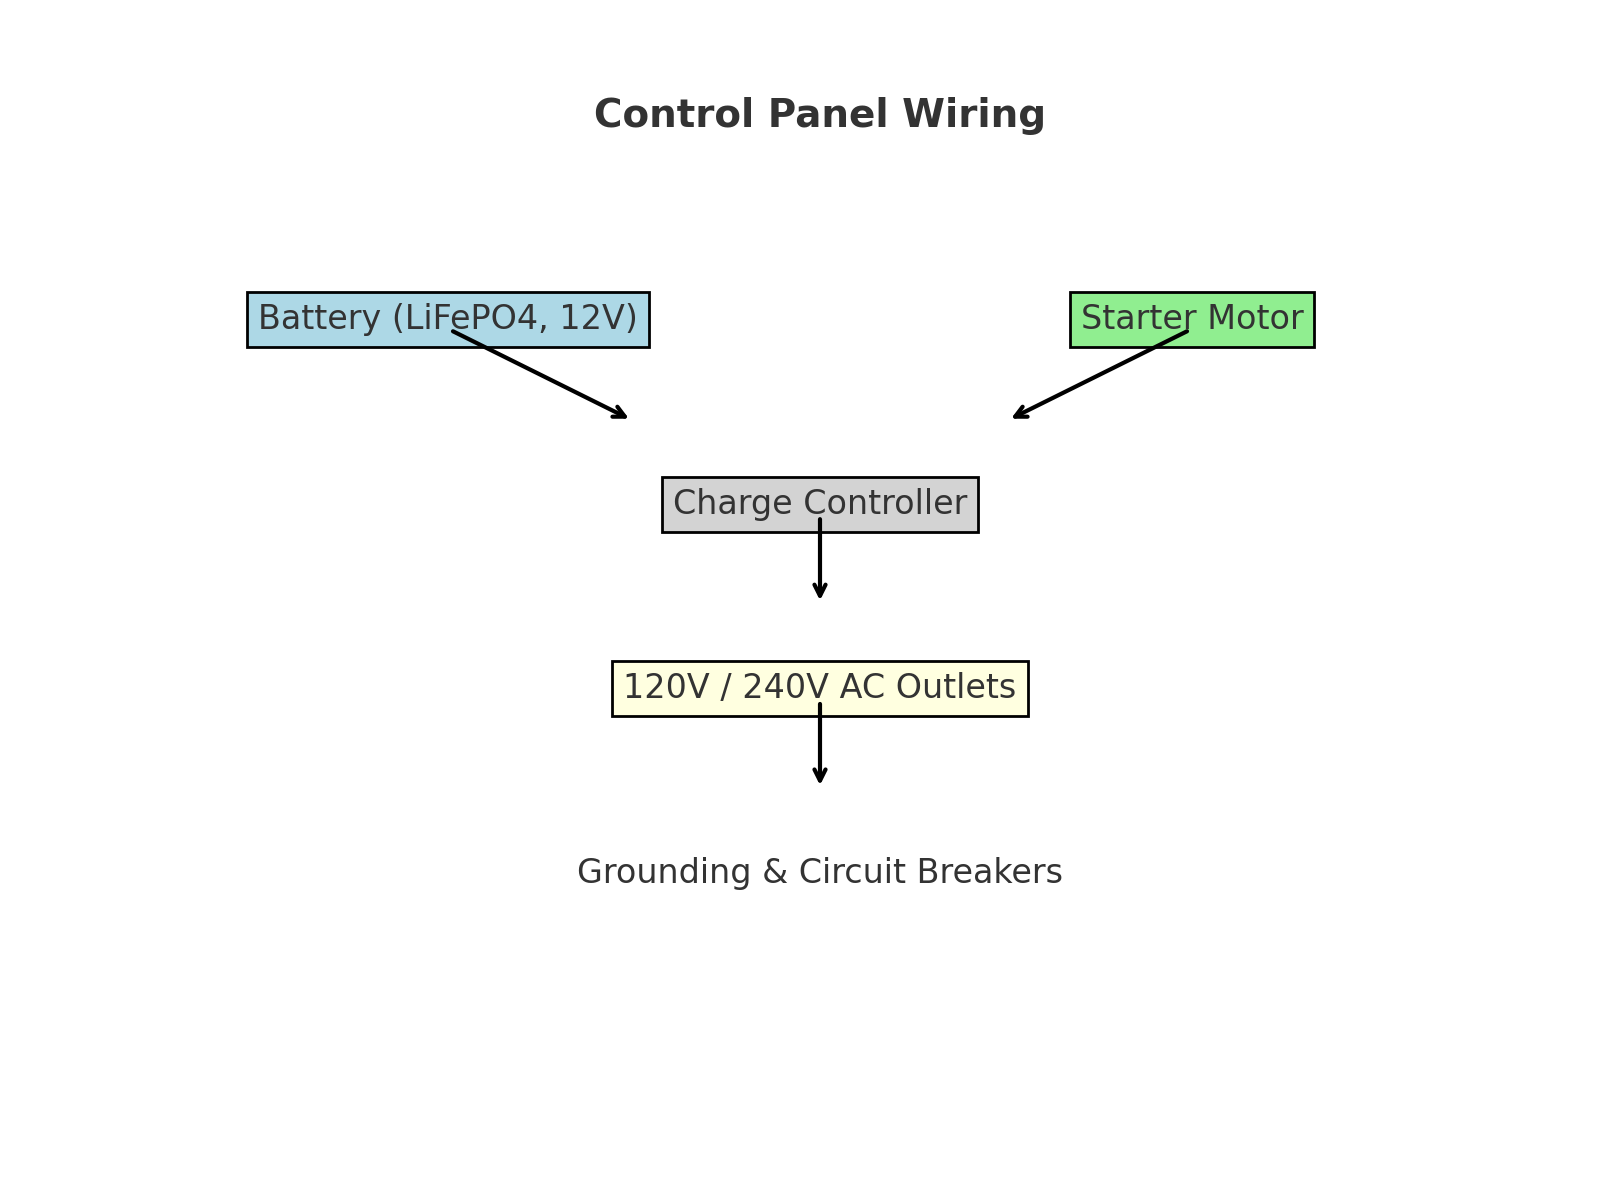 Control Panel Wiring
Battery (LiFePO4, 12V)
Starter Motor
Charge Controller
120V / 240V AC Outlets
Grounding & Circuit Breakers